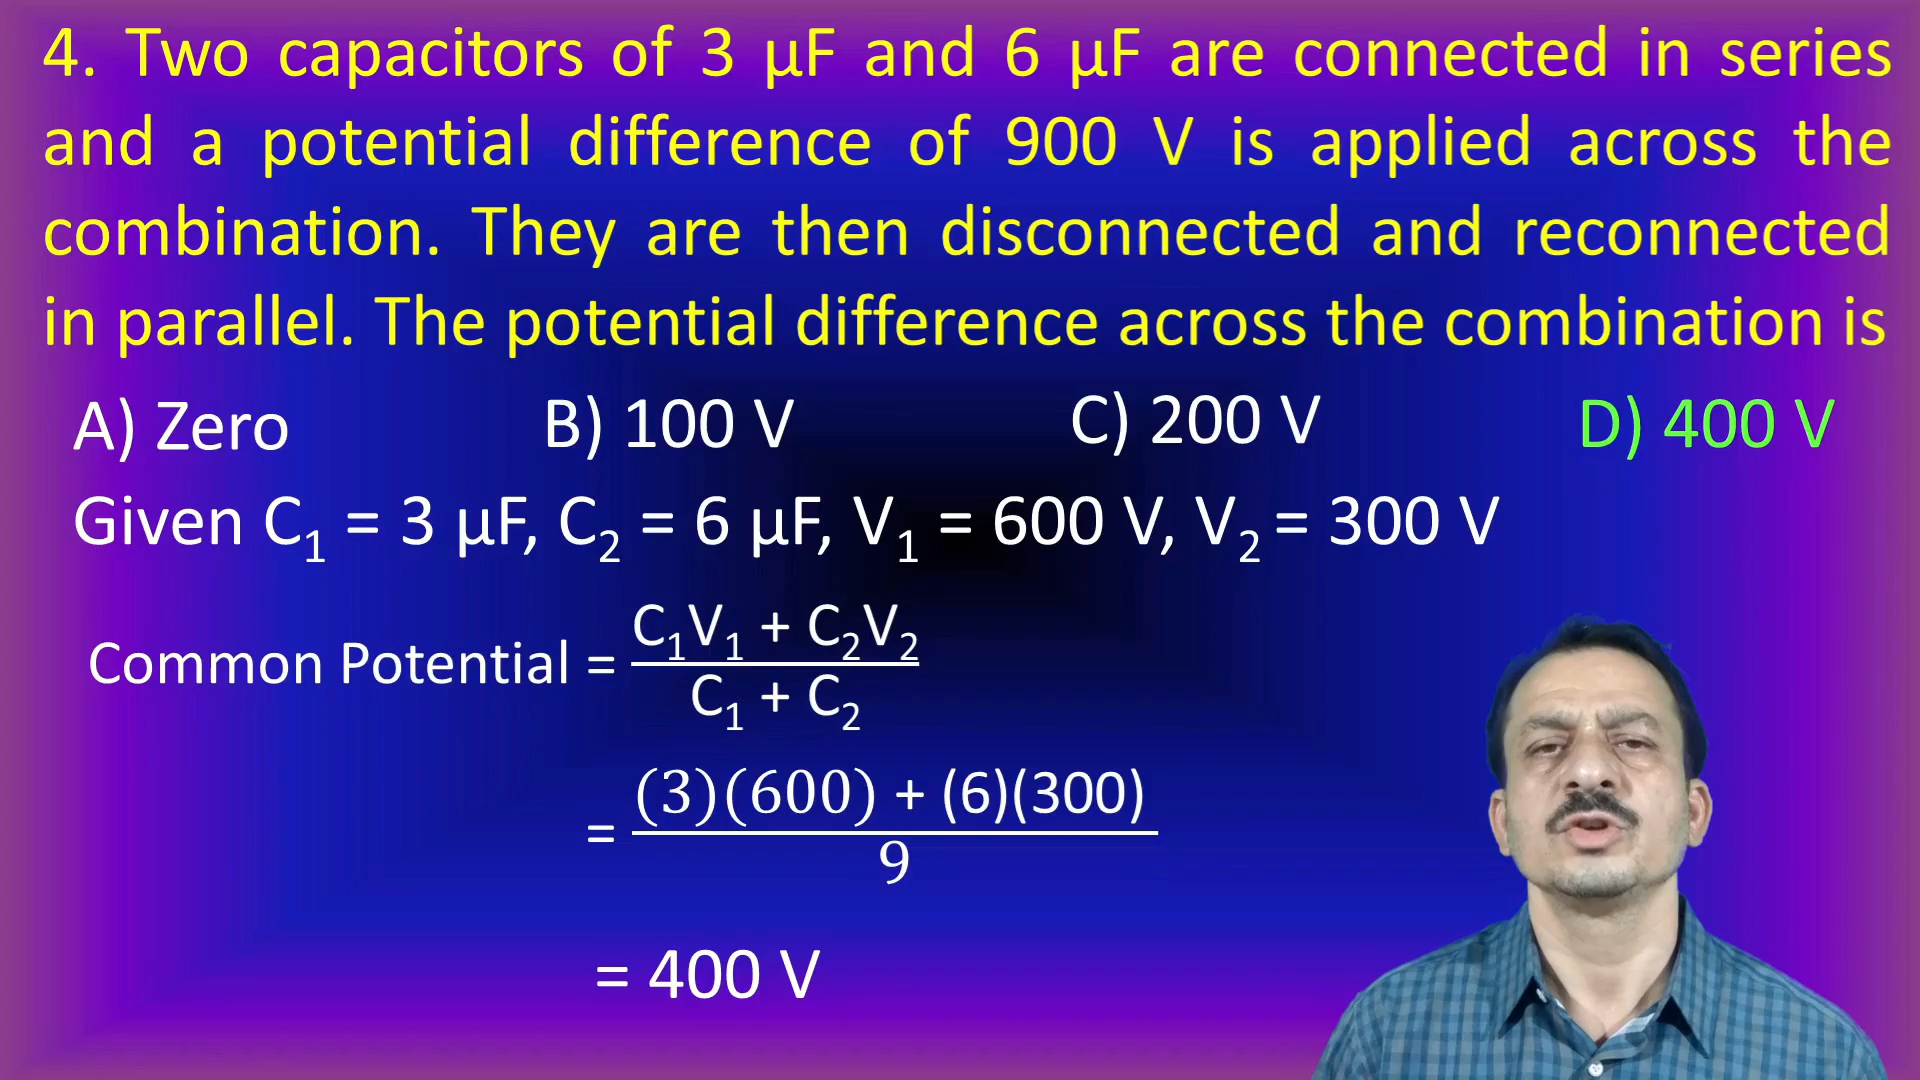 4. Two capacitors of 3 µF and 6 µF are connected in series
and a potential difference of 900 V is applied across the
combination. They are then disconnected and reconnected
in parallel. The potential difference across the combination is
A) Zero B) 100 V C) 200 V D) 400 V
Given C₁ = 3 µF, C₂ = 6 µF, V₁ = 600 V, V₂ = 300 V
C₁V₁ + C₂V₂
Common Potential =
C₁ + C₂
(3)(600) + (6)(300)
=
9
= 400 V